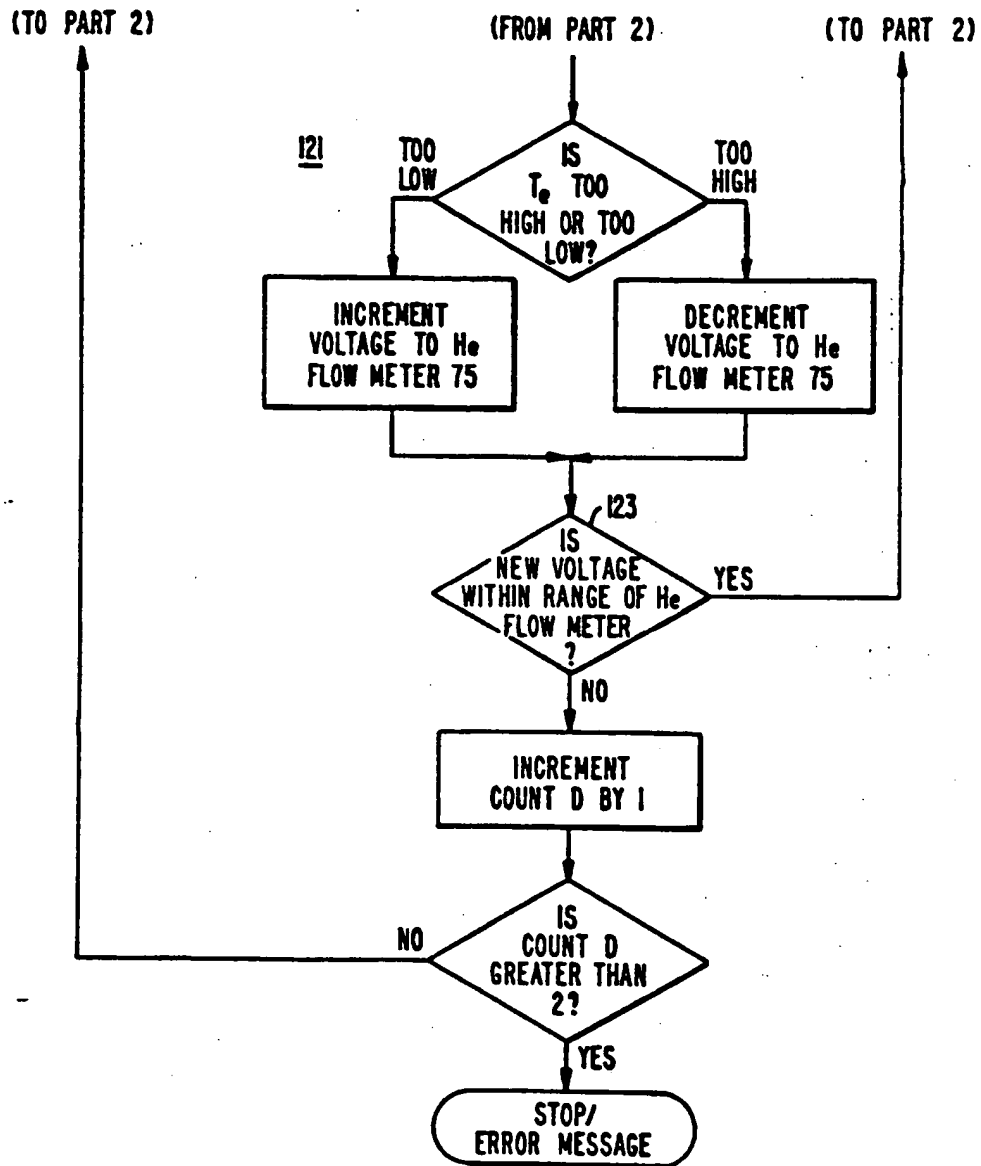 (TO PART 2)
(FROM PART 2)
(TO PART 2)
121
TOO
LOW
IS
Te TOO
HIGH OR TOO
LOW?
TOO
HIGH
INCREMENT
VOLTAGE TO He
FLOW METER 75
DECREMENT
VOLTAGE TO He
FLOW METER 75
123
IS
NEW VOLTAGE
WITHIN RANGE OF He
FLOW METER
?
YES
NO
INCREMENT
COUNT D BY 1
NO
IS
COUNT D
GREATER THAN
2?
YES
STOP/
ERROR MESSAGE